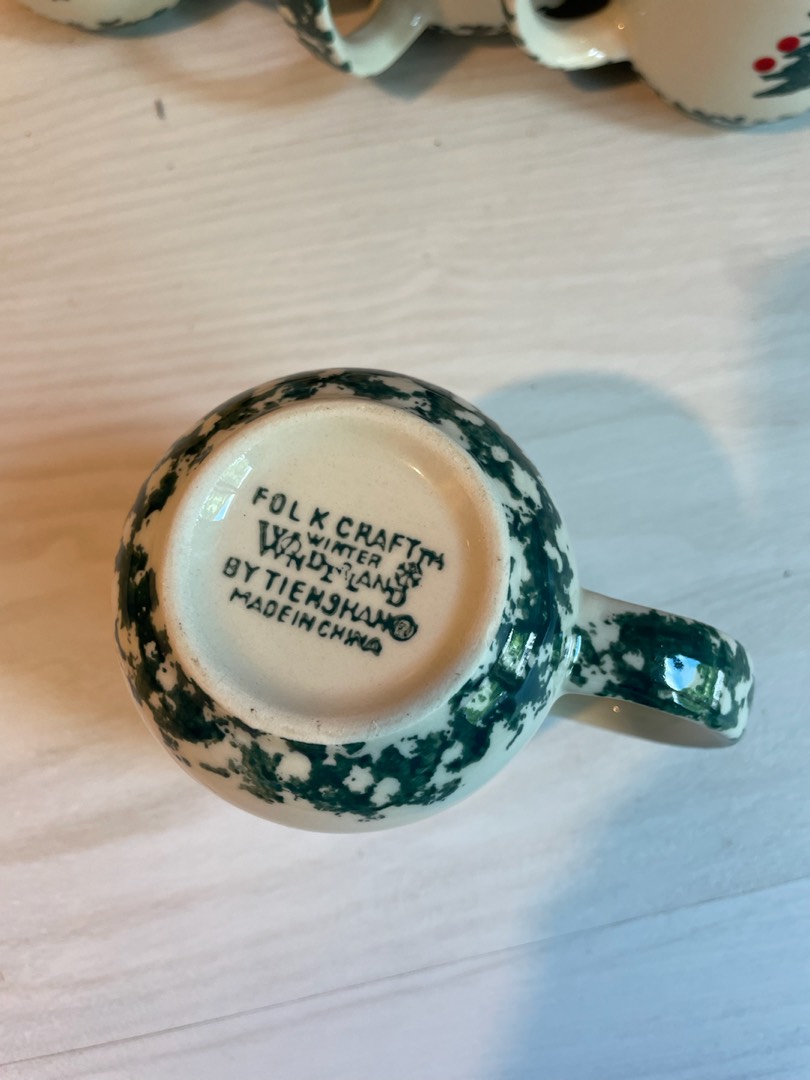 FOLK CRAFT™
WINTER
WONDERLAND
BY TIENSHAN®
MADE IN CHINA